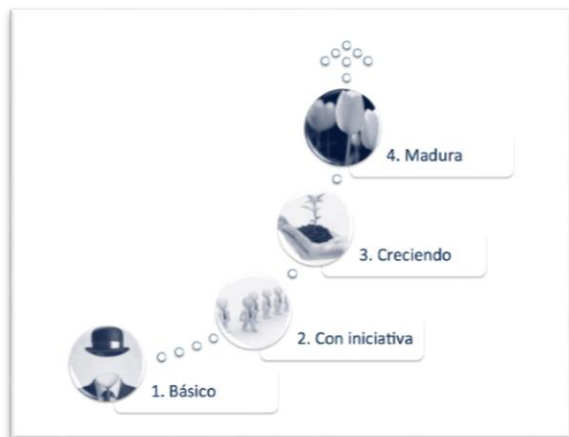 4. Madura
3. Creciendo
2. Con iniciativa
1. Básico